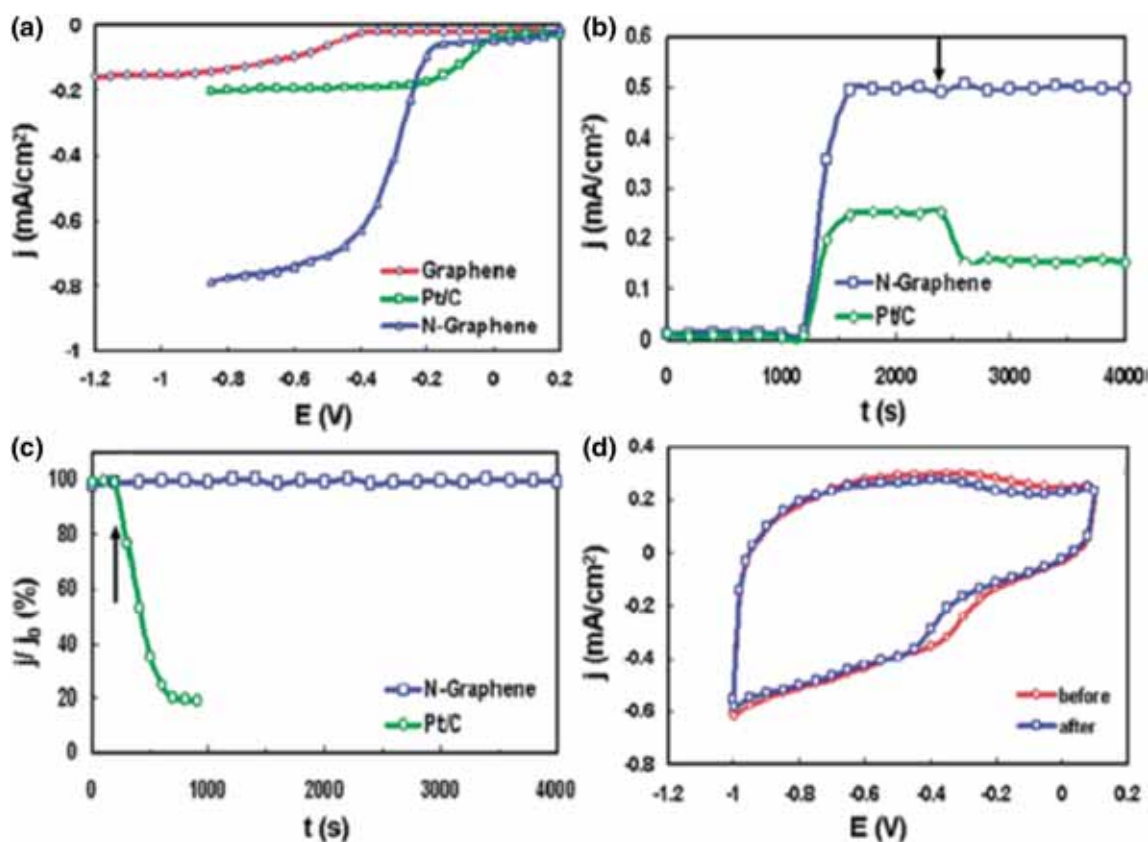 (a)
0
-0.2
-0.4
-0.6
-0.8
-1
j (mA/cm²)
Graphene
Pt/C
N-Graphene
-1.2 -1 -0.8 -0.6 -0.4 -0.2 0 0.2
E (V)
(b)
0.6
0.5
0.4
0.3
0.2
0.1
0
j (mA/cm²)
N-Graphene
Pt/C
0 1000 2000 3000 4000
t (s)
(c)
100
80
60
40
20
0
j/ j₀ (%)
N-Graphene
Pt/C
0 1000 2000 3000 4000
t (s)
(d)
0.4
0.2
0
-0.2
-0.4
-0.6
-0.8
j (mA/cm²)
before
after
-1.2 -1 -0.8 -0.6 -0.4 -0.2 0 0.2
E (V)